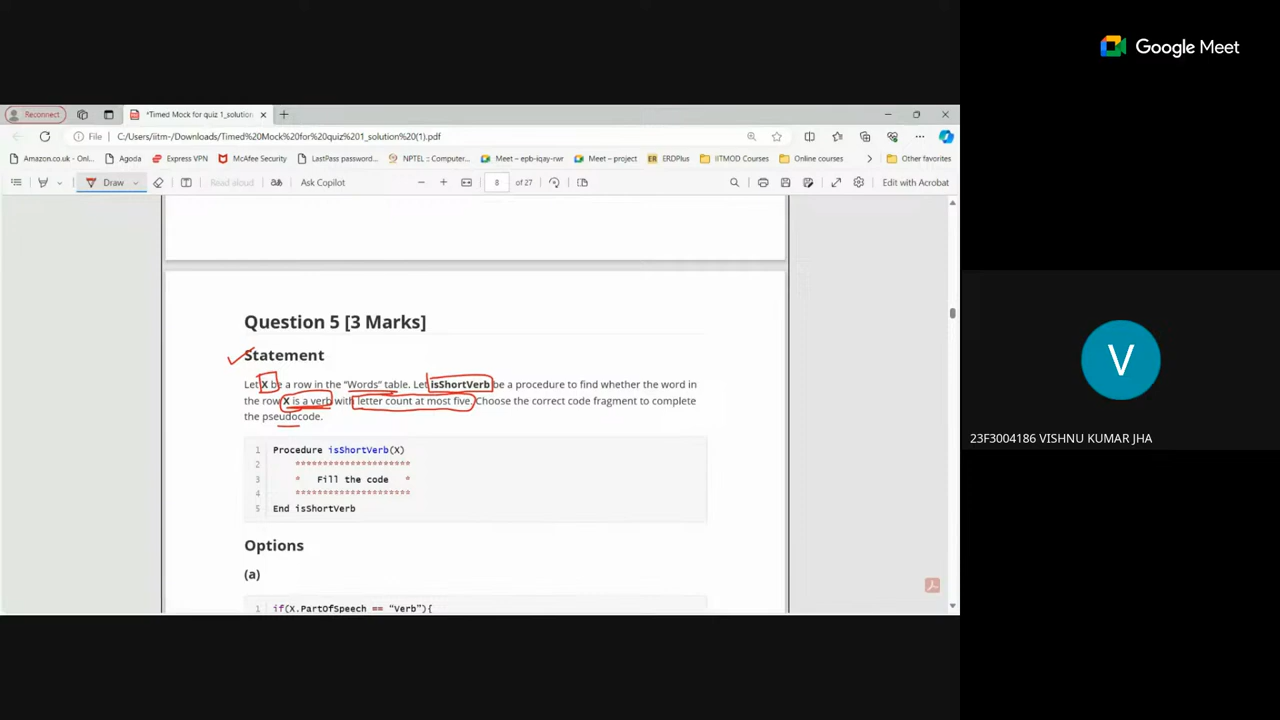 Google Meet
Reconnect
*Timed Mock for quiz 1_solution
File
C:/Users/iitm-/Downloads/Timed%20Mock%20for%20quiz%201_solution%20(1).pdf
Amazon.co.uk - Onl...
Agoda
Express VPN
McAfee Security
LastPass password...
NPTEL :: Computer...
Meet – epb-iqay-rwr
Meet – project
ER ERDPlus
IITMOD Courses
Online courses
Other favorites
Draw
Read aloud
Ask Copilot
8 of 27
Edit with Acrobat
Question 5 [3 Marks]
Statement
Let X be a row in the “Words” table. Let isShortVerb be a procedure to find whether the word in
the row X is a verb with letter count at most five. Choose the correct code fragment to complete
the pseudocode.
1 Procedure isShortVerb(X)
2 *********************
3 * Fill the code *
4 *********************
5 End isShortVerb
Options
(a)
1 if(X.PartOfSpeech == "Verb"){
V
23F3004186 VISHNU KUMAR JHA